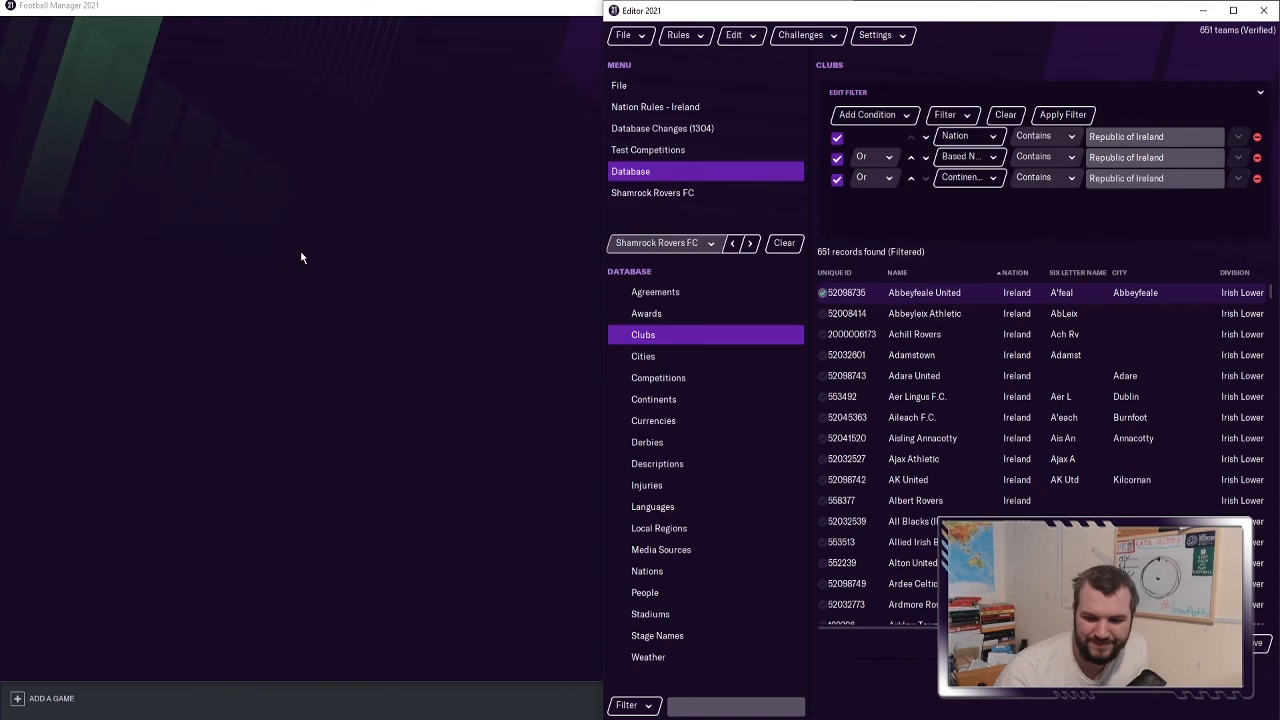 Football Manager 2021
Editor 2021
File Rules Edit Challenges Settings
651 teams (Verified)
MENU
File
Nation Rules - Ireland
Database Changes (1304)
Test Competitions
Database
Shamrock Rovers FC
Shamrock Rovers FC < > Clear
DATABASE
Agreements
Awards
Clubs
Cities
Competitions
Continents
Currencies
Derbies
Descriptions
Injuries
Languages
Local Regions
Media Sources
Nations
People
Stadiums
Stage Names
Weather
Filter
CLUBS
EDIT FILTER
Add Condition Filter Clear Apply Filter
Nation Contains Republic of Ireland
Or Based N... Contains Republic of Ireland
Or Continen... Contains Republic of Ireland
651 records found (Filtered)
UNIQUE ID NAME NATION SIX LETTER NAME CITY DIVISION
52098735 Abbeyfeale United Ireland A'feal Abbeyfeale Irish Lower
52008414 Abbeyleix Athletic Ireland AbLeix Irish Lower
2000006173 Achill Rovers Ireland Ach Rv Irish Lower
52032601 Adamstown Ireland Adamst Irish Lower
52098743 Adare United Ireland Adare Irish Lower
553492 Aer Lingus F.C. Ireland Aer L Dublin Irish Lower
52045363 Aileach F.C. Ireland A'each Burnfoot Irish Lower
52041520 Aisling Annacotty Ireland Ais An Annacotty Irish Lower
52032527 Ajax Athletic Ireland Ajax A Irish Lower
52098742 AK United Ireland AK Utd Kilcornan Irish Lower
558377 Albert Rovers Ireland Irish Lower
52032539 All Blacks
553513 Allied Irish B
552239 Alton United
52098749 Ardee Celtic
52032773 Ardmore Ro
ADD A GAME